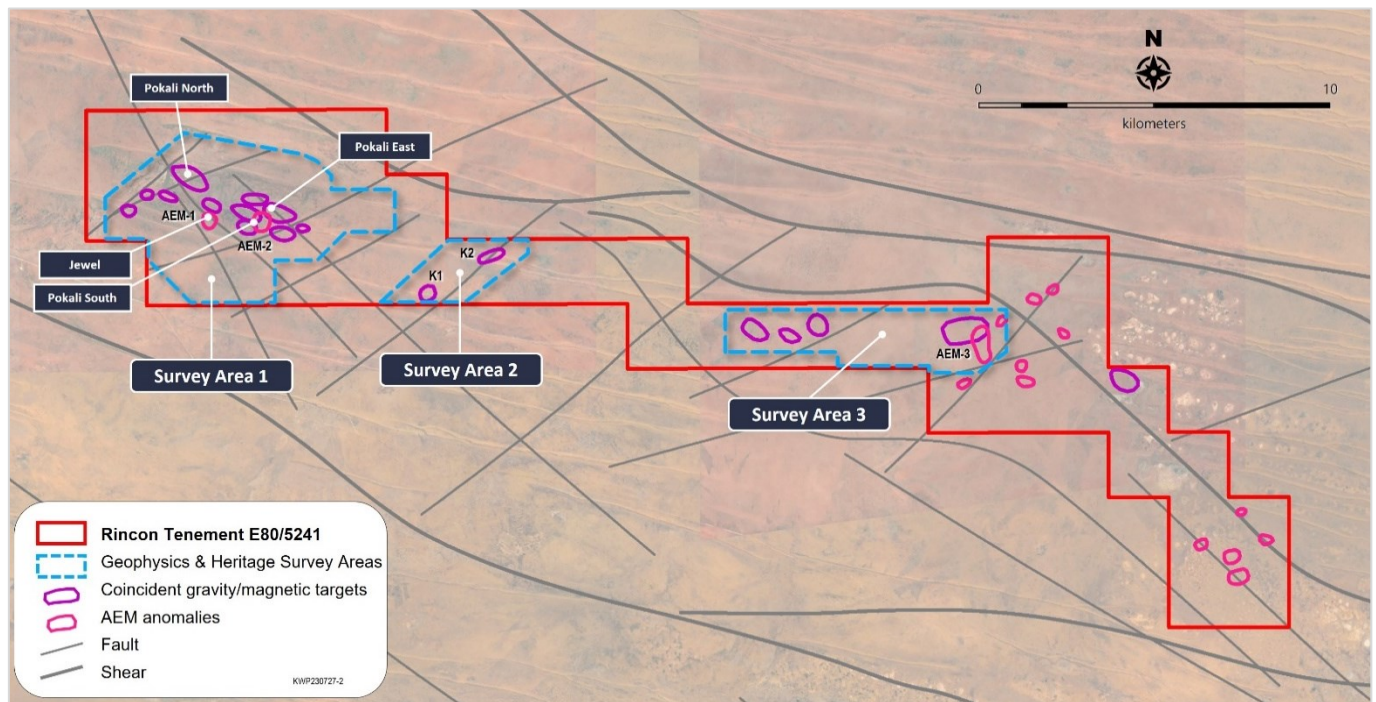 N
0 10
kilometers
Pokali North
Pokali East
AEM-1
AEM-2
Jewel
Pokali South
K2
K1
AEM-3
Survey Area 1
Survey Area 2
Survey Area 3
Rincon Tenement E80/5241
Geophysics & Heritage Survey Areas
Coincident gravity/magnetic targets
AEM anomalies
Fault
Shear
KWP230727-2